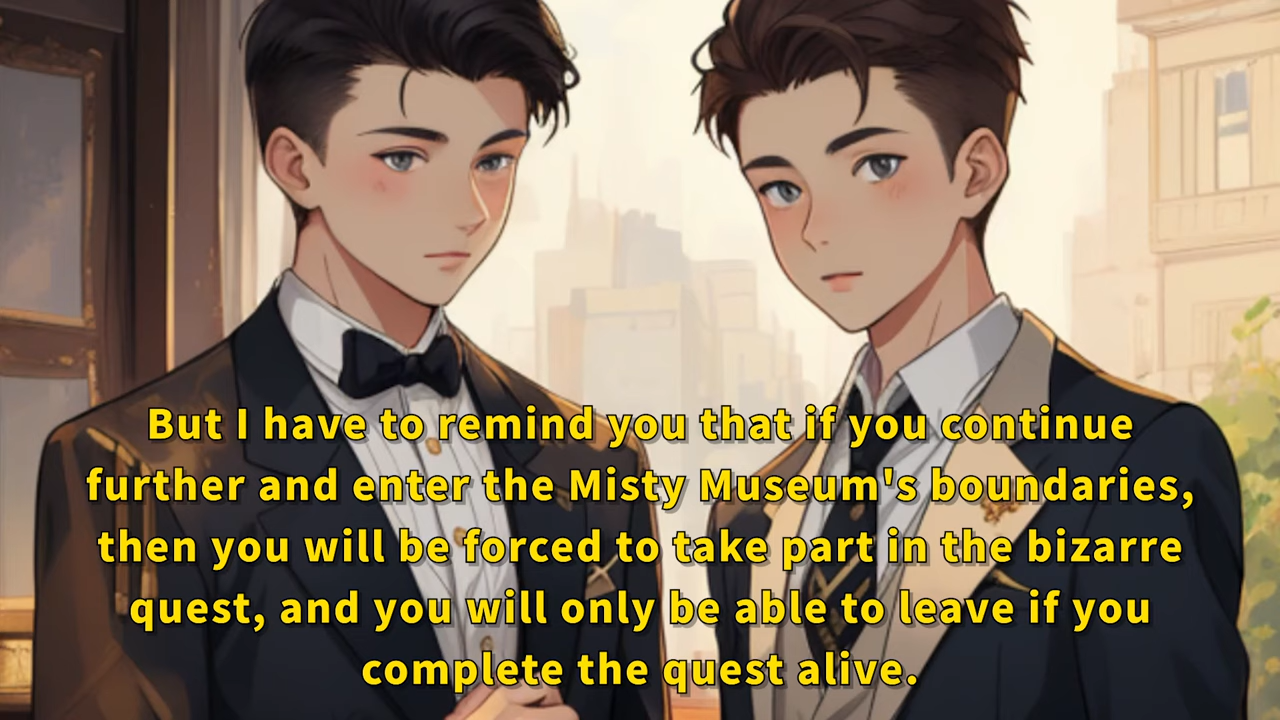 But I have to remind you that if you continue
further and enter the Misty Museum's boundaries,
then you will be forced to take part in the bizarre
quest, and you will only be able to leave if you
complete the quest alive.